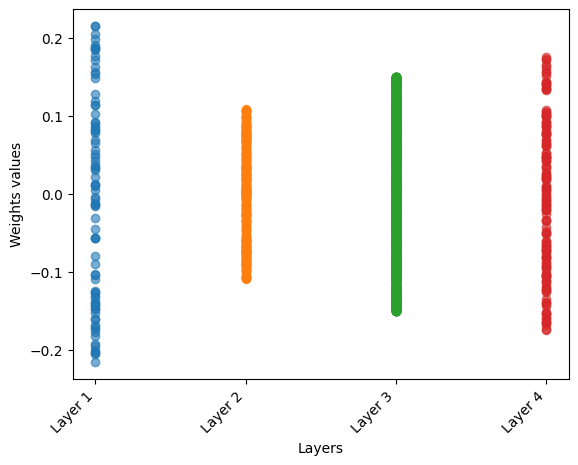 0.2
0.1
0.0
−0.1
−0.2
Weights values
Layer 1
Layer 2
Layer 3
Layer 4
Layers